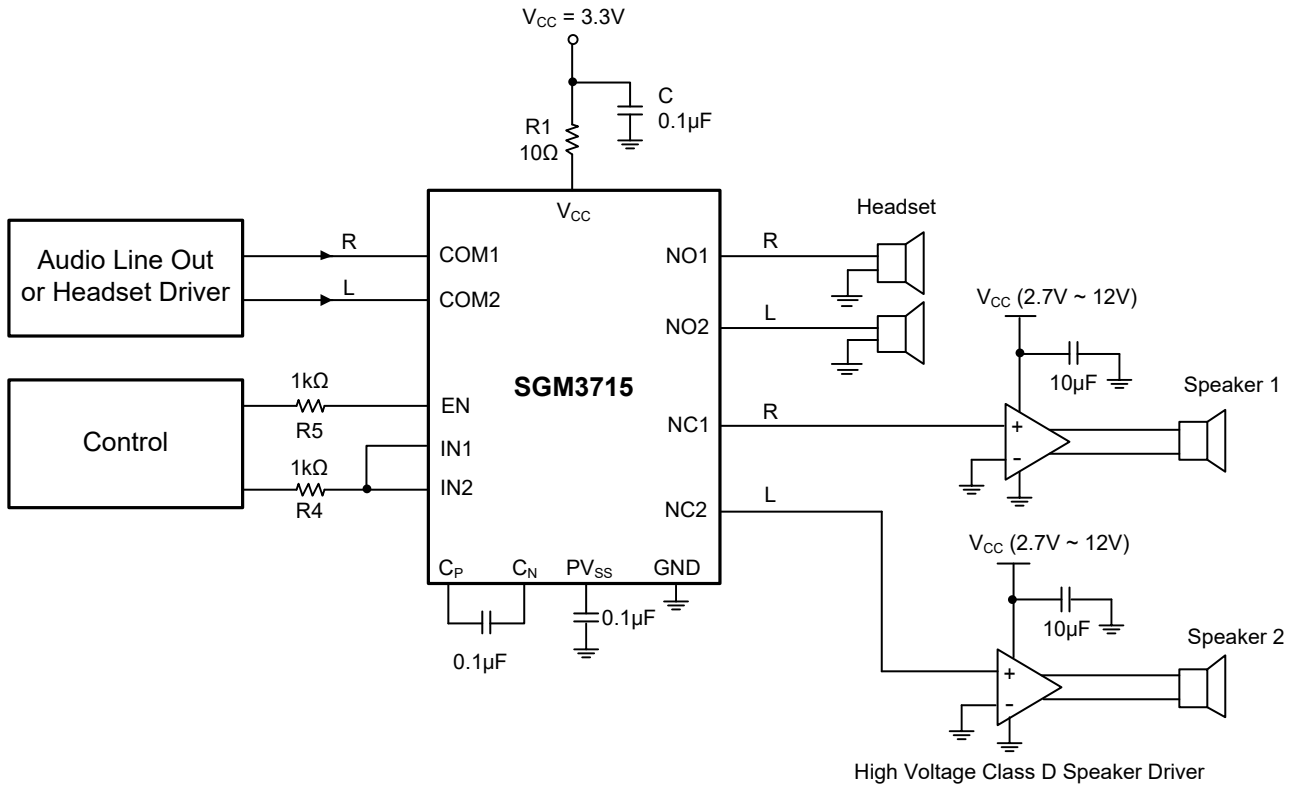 V_CC = 3.3V
C
0.1µF
R1
10Ω
V_CC
Audio Line Out
or Headset Driver
R
L
COM1
COM2
NO1
NO2
R
L
Headset
SGM3715
Control
1kΩ
R5
1kΩ
R4
EN
IN1
IN2
NC1
NC2
R
L
V_CC (2.7V ~ 12V)
10µF
+
-
Speaker 1
V_CC (2.7V ~ 12V)
10µF
+
-
Speaker 2
C_P
C_N
PV_SS
GND
0.1µF
0.1µF
High Voltage Class D Speaker Driver